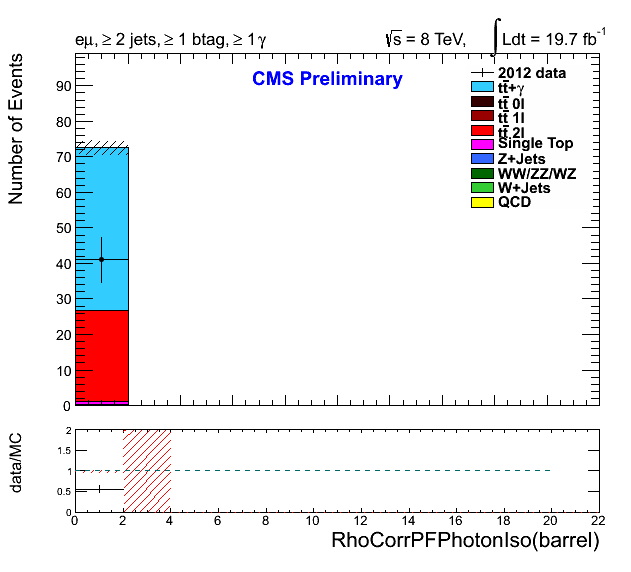 eμ, ≥ 2 jets, ≥ 1 btag, ≥ 1 γ
√s = 8 TeV, ∫ Ldt = 19.7 fb⁻¹
CMS Preliminary
2012 data
tt̄+γ
tt̄ 0l
tt̄ 1l
tt̄ 2l
Single Top
Z+Jets
WW/ZZ/WZ
W+Jets
QCD
Number of Events
90
80
70
60
50
40
30
20
10
0
data/MC
2
1.5
1
0.5
0
0 2 4 6 8 10 12 14 16 18 20 22
RhoCorrPFPhotonIso(barrel)